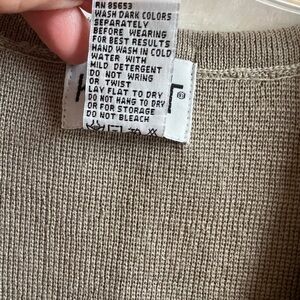 RN 85653
WASH DARK COLORS
SEPARATELY
BEFORE WEARING
FOR BEST RESULTS
HAND WASH IN COLD
WATER WITH
MILD DETERGENT
DO NOT WRING
OR TWIST
LAY FLAT TO DRY
DO NOT HANG TO DRY
OR FOR STORAGE
DO NOT BLEACH